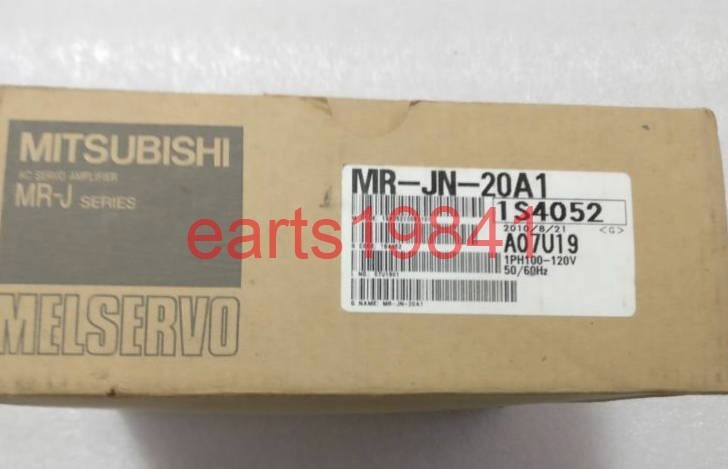 MITSUBISHI
AC SERVO AMPLIFIER
MR-J SERIES
MELSERVO
MR-JN-20A1
1S4052
2010/8/21 <G>
A07U19
1PH100-120V
50/60Hz
G NAME: MR-JN-20A1
earts1984